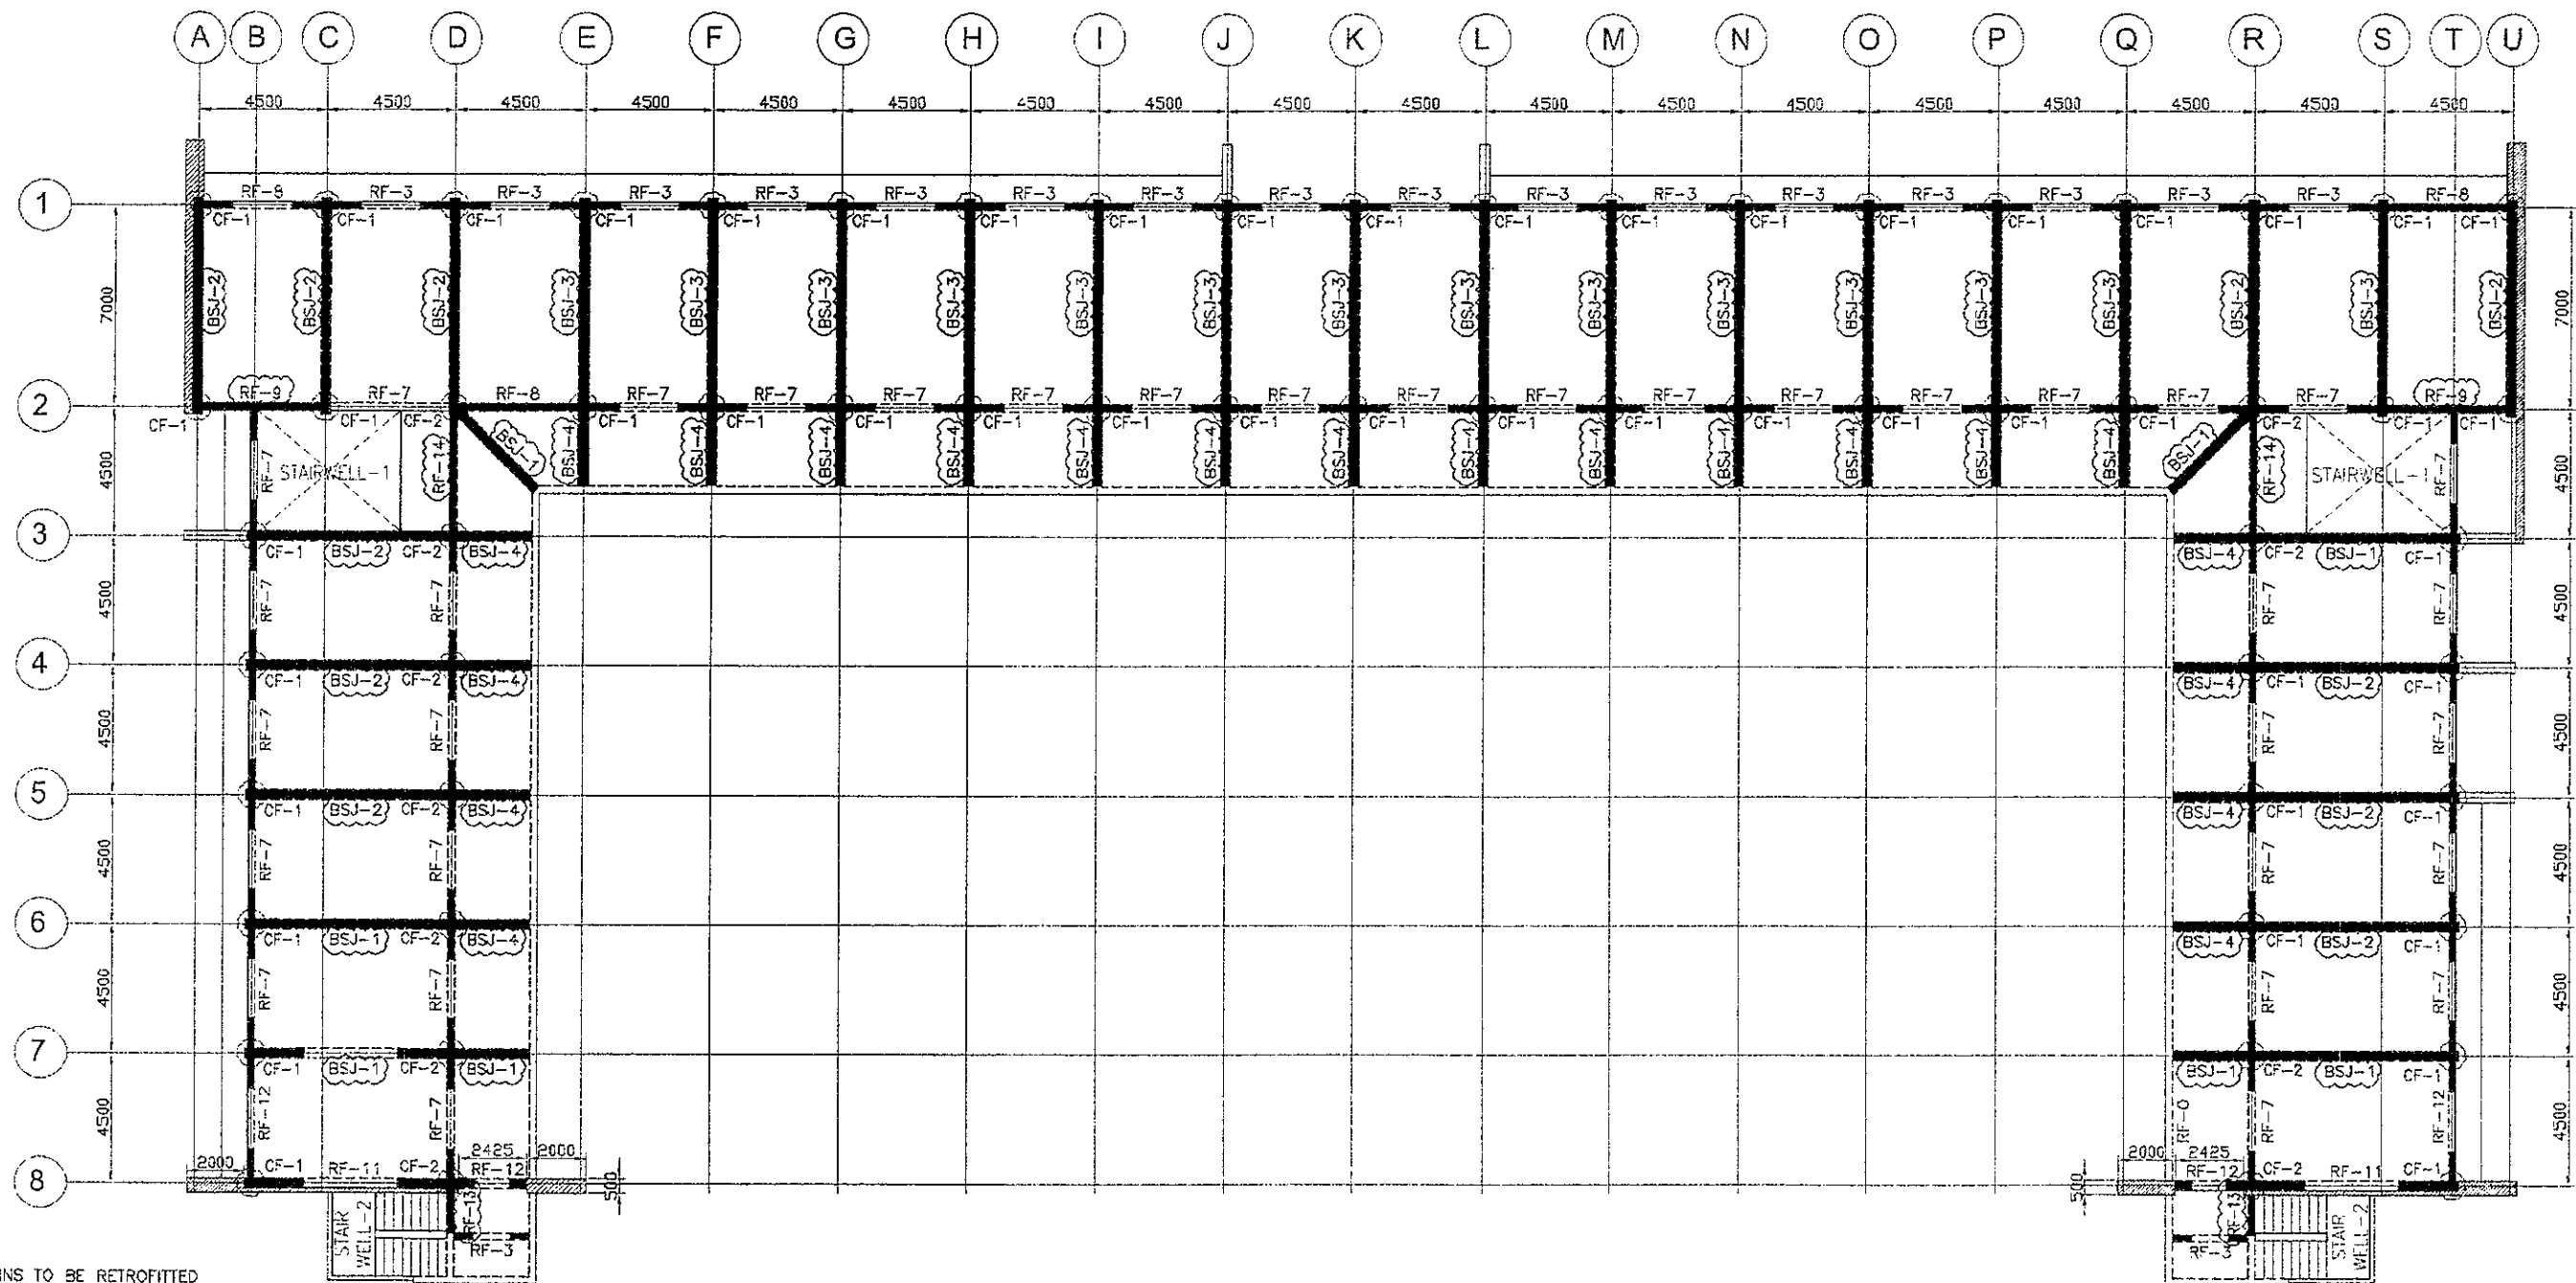 A B C D E F G H I J K L M N O P Q R S T U
4500 4500 4500 4500 4500 4500 4500 4500 4500 4500 4500 4500 4500 4500 4500 4500 4500 4500
1 RF-8 RF-3 RF-3 RF-3 RF-3 RF-3 RF-3 RF-3 RF-3 RF-3 RF-3 RF-3 RF-3 RF-3 RF-3 RF-3 RF-3 RF-8
CF-1 CF-1 CF-1 CF-1 CF-1 CF-1 CF-1 CF-1 CF-1 CF-1 CF-1 CF-1 CF-1 CF-1 CF-1 CF-1 CF-1 CF-1 CF-1
7000 BSJ-2 BSJ-2 BSJ-2 BSJ-3 BSJ-3 BSJ-3 BSJ-3 BSJ-3 BSJ-3 BSJ-3 BSJ-3 BSJ-3 BSJ-3 BSJ-3 BSJ-3 BSJ-3 BSJ-2 BSJ-3 BSJ-2 7000
2 RF-9 RF-7 RF-8 RF-7 RF-7 RF-7 RF-7 RF-7 RF-7 RF-7 RF-7 RF-7 RF-7 RF-7 RF-7 RF-7 RF-7 RF-9
CF-1 CF-1 CF-2 CF-1 CF-1 CF-1 CF-1 CF-1 CF-1 CF-1 CF-1 CF-1 CF-1 CF-1 CF-1 CF-1 CF-2 CF-1 CF-1
BSJ-1 BSJ-4 BSJ-4 BSJ-4 BSJ-4 BSJ-4 BSJ-4 BSJ-4 BSJ-4 BSJ-4 BSJ-4 BSJ-4 BSJ-4 BSJ-4 BSJ-1
4500 RF-7 STAIRWELL-1 RF-14 RF-14 STAIRWELL-1 RF-7 4500
3
CF-1 BSJ-2 CF-2 BSJ-4 BSJ-4 CF-2 BSJ-1 CF-1
4500 RF-7 RF-7 RF-7 RF-7 4500
4
CF-1 BSJ-2 CF-2 BSJ-4 BSJ-4 CF-1 BSJ-2 CF-1
4500 RF-7 RF-7 RF-7 RF-7 4500
5
CF-1 BSJ-2 CF-2 BSJ-4 BSJ-4 CF-1 BSJ-2 CF-1
4500 RF-7 RF-7 RF-7 RF-7 4500
6
CF-1 BSJ-1 CF-2 BSJ-4 BSJ-4 CF-1 BSJ-2 CF-1
4500 RF-7 RF-7 RF-7 RF-7 4500
7
CF-1 BSJ-1 CF-2 BSJ-1 BSJ-1 CF-2 BSJ-1 CF-1
4500 RF-12 RF-7 RF-0 RF-7 RF-12 4500
2000 2425 2000 2000 2425
8 CF-1 RF-11 CF-2 RF-12 RF-12 CF-2 RF-11 CF-1
500 500
STAIR WELL-2 RF-13 RF-13 STAIR WELL-2
RF-3 RF-3
NS TO BE RETROFITTED